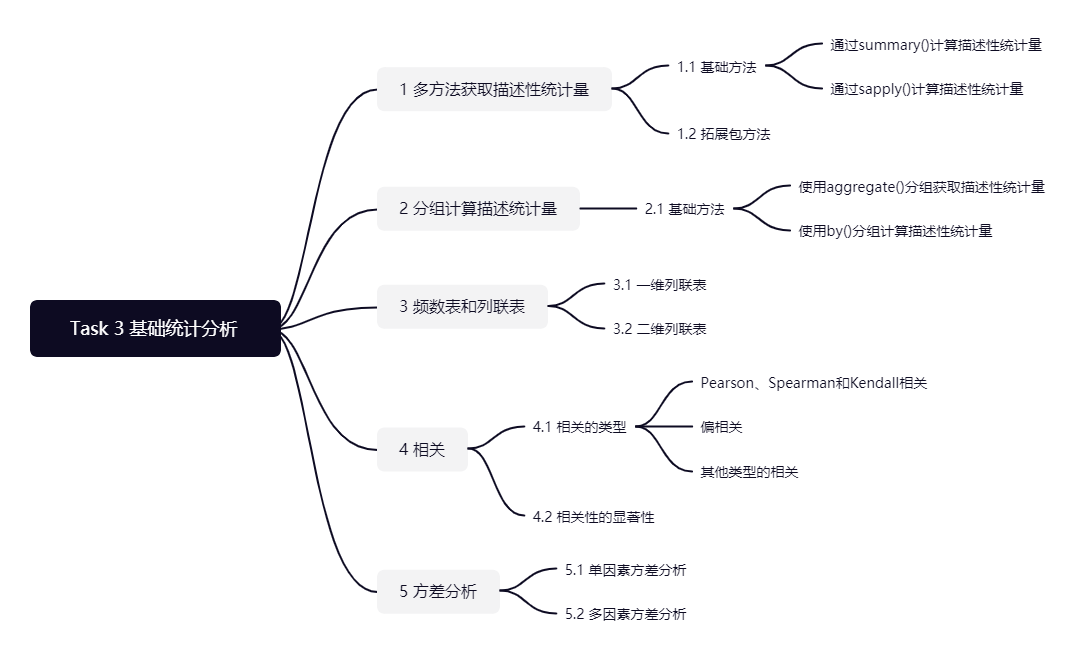 Task 3 基础统计分析
1 多方法获取描述性统计量
1.1 基础方法
通过summary()计算描述性统计量
通过sapply()计算描述性统计量
1.2 拓展包方法
2 分组计算描述统计量
2.1 基础方法
使用aggregate()分组获取描述性统计量
使用by()分组计算描述性统计量
3 频数表和列联表
3.1 一维列联表
3.2 二维列联表
4 相关
4.1 相关的类型
Pearson、Spearman和Kendall相关
偏相关
其他类型的相关
4.2 相关性的显著性
5 方差分析
5.1 单因素方差分析
5.2 多因素方差分析